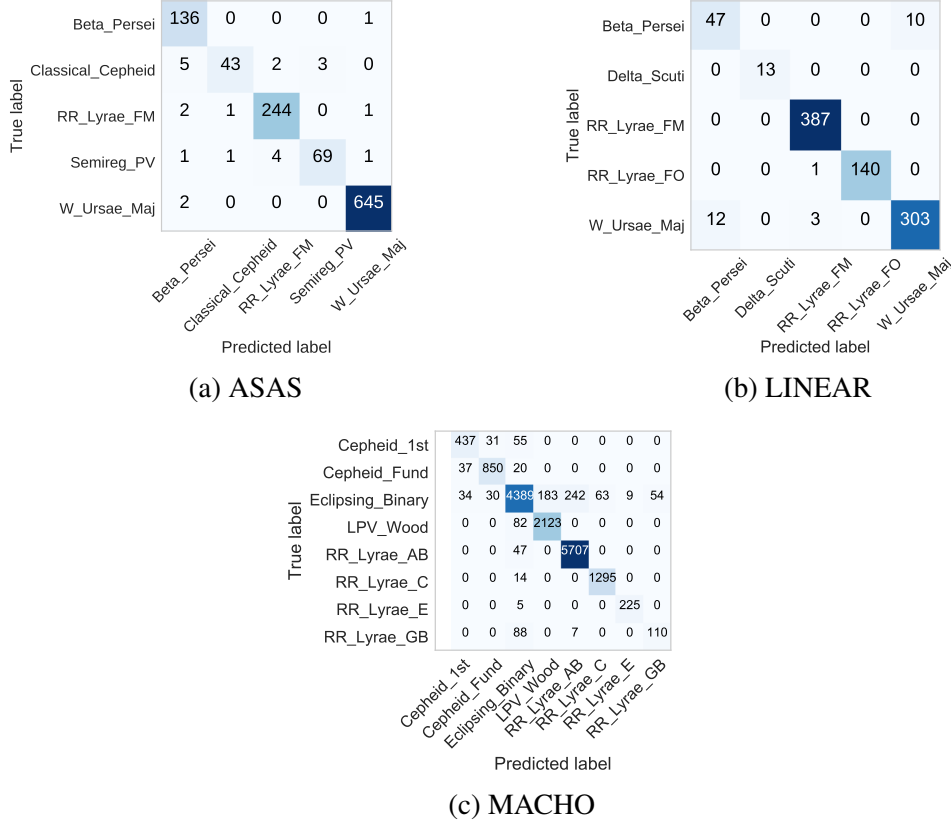 Beta_Persei 136 0 0 0 1
Classical_Cepheid 5 43 2 3 0
RR_Lyrae_FM 2 1 244 0 1
Semireg_PV 1 1 4 69 1
W_Ursae_Maj 2 0 0 0 645
True label
Beta_Persei Classical_Cepheid RR_Lyrae_FM Semireg_PV W_Ursae_Maj
Predicted label
(a) ASAS
Beta_Persei 47 0 0 0 10
Delta_Scuti 0 13 0 0 0
RR_Lyrae_FM 0 0 387 0 0
RR_Lyrae_FO 0 0 1 140 0
W_Ursae_Maj 12 0 3 0 303
True label
Beta_Persei Delta_Scuti RR_Lyrae_FM RR_Lyrae_FO W_Ursae_Maj
Predicted label
(b) LINEAR
Cepheid_1st 437 31 55 0 0 0 0 0
Cepheid_Fund 37 850 20 0 0 0 0 0
Eclipsing_Binary 34 30 4389 183 242 63 9 54
LPV_Wood 0 0 82 2123 0 0 0 0
RR_Lyrae_AB 0 0 47 0 5707 0 0 0
RR_Lyrae_C 0 0 14 0 0 1295 0 0
RR_Lyrae_E 0 0 5 0 0 0 225 0
RR_Lyrae_GB 0 0 88 0 7 0 0 110
True label
Cepheid_1st Cepheid_Fund Eclipsing_Binary LPV_Wood RR_Lyrae_AB RR_Lyrae_C RR_Lyrae_E RR_Lyrae_GB
Predicted label
(c) MACHO